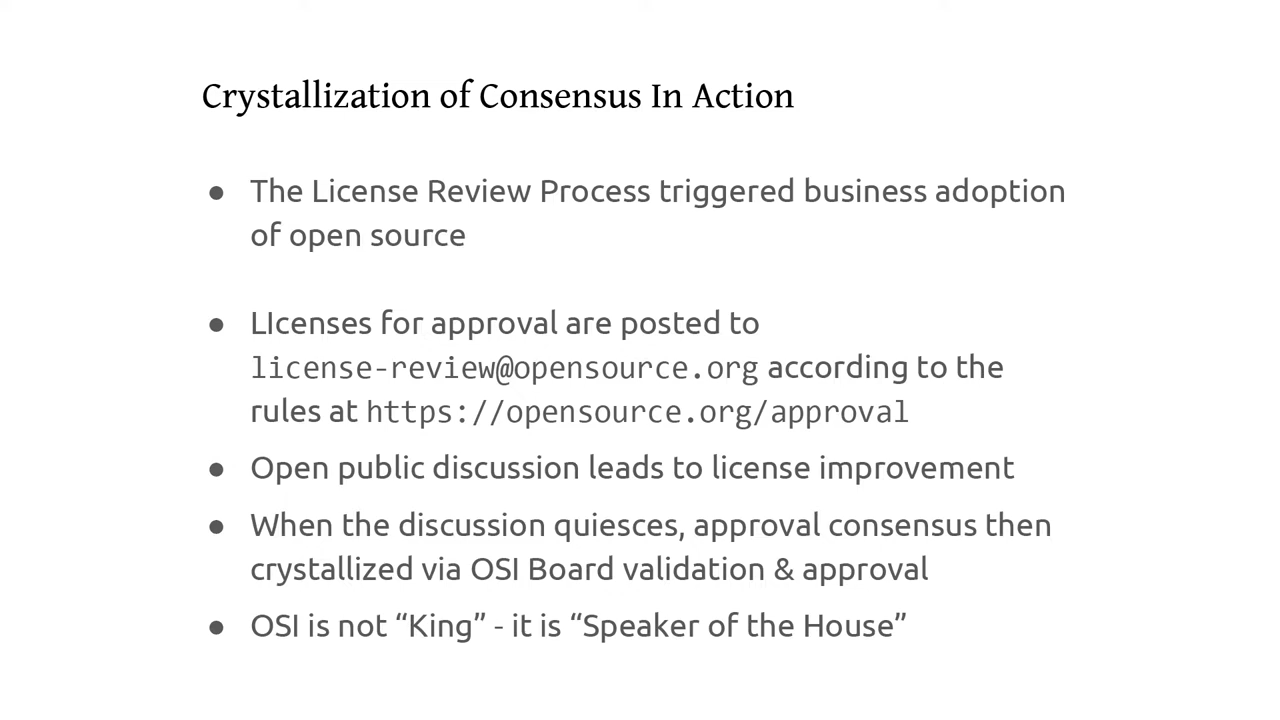 Crystallization of Consensus In Action
● The License Review Process triggered business adoption
of open source
● LIcenses for approval are posted to
license-review@opensource.org according to the
rules at https://opensource.org/approval
● Open public discussion leads to license improvement
● When the discussion quiesces, approval consensus then
crystallized via OSI Board validation & approval
● OSI is not “King” - it is “Speaker of the House”